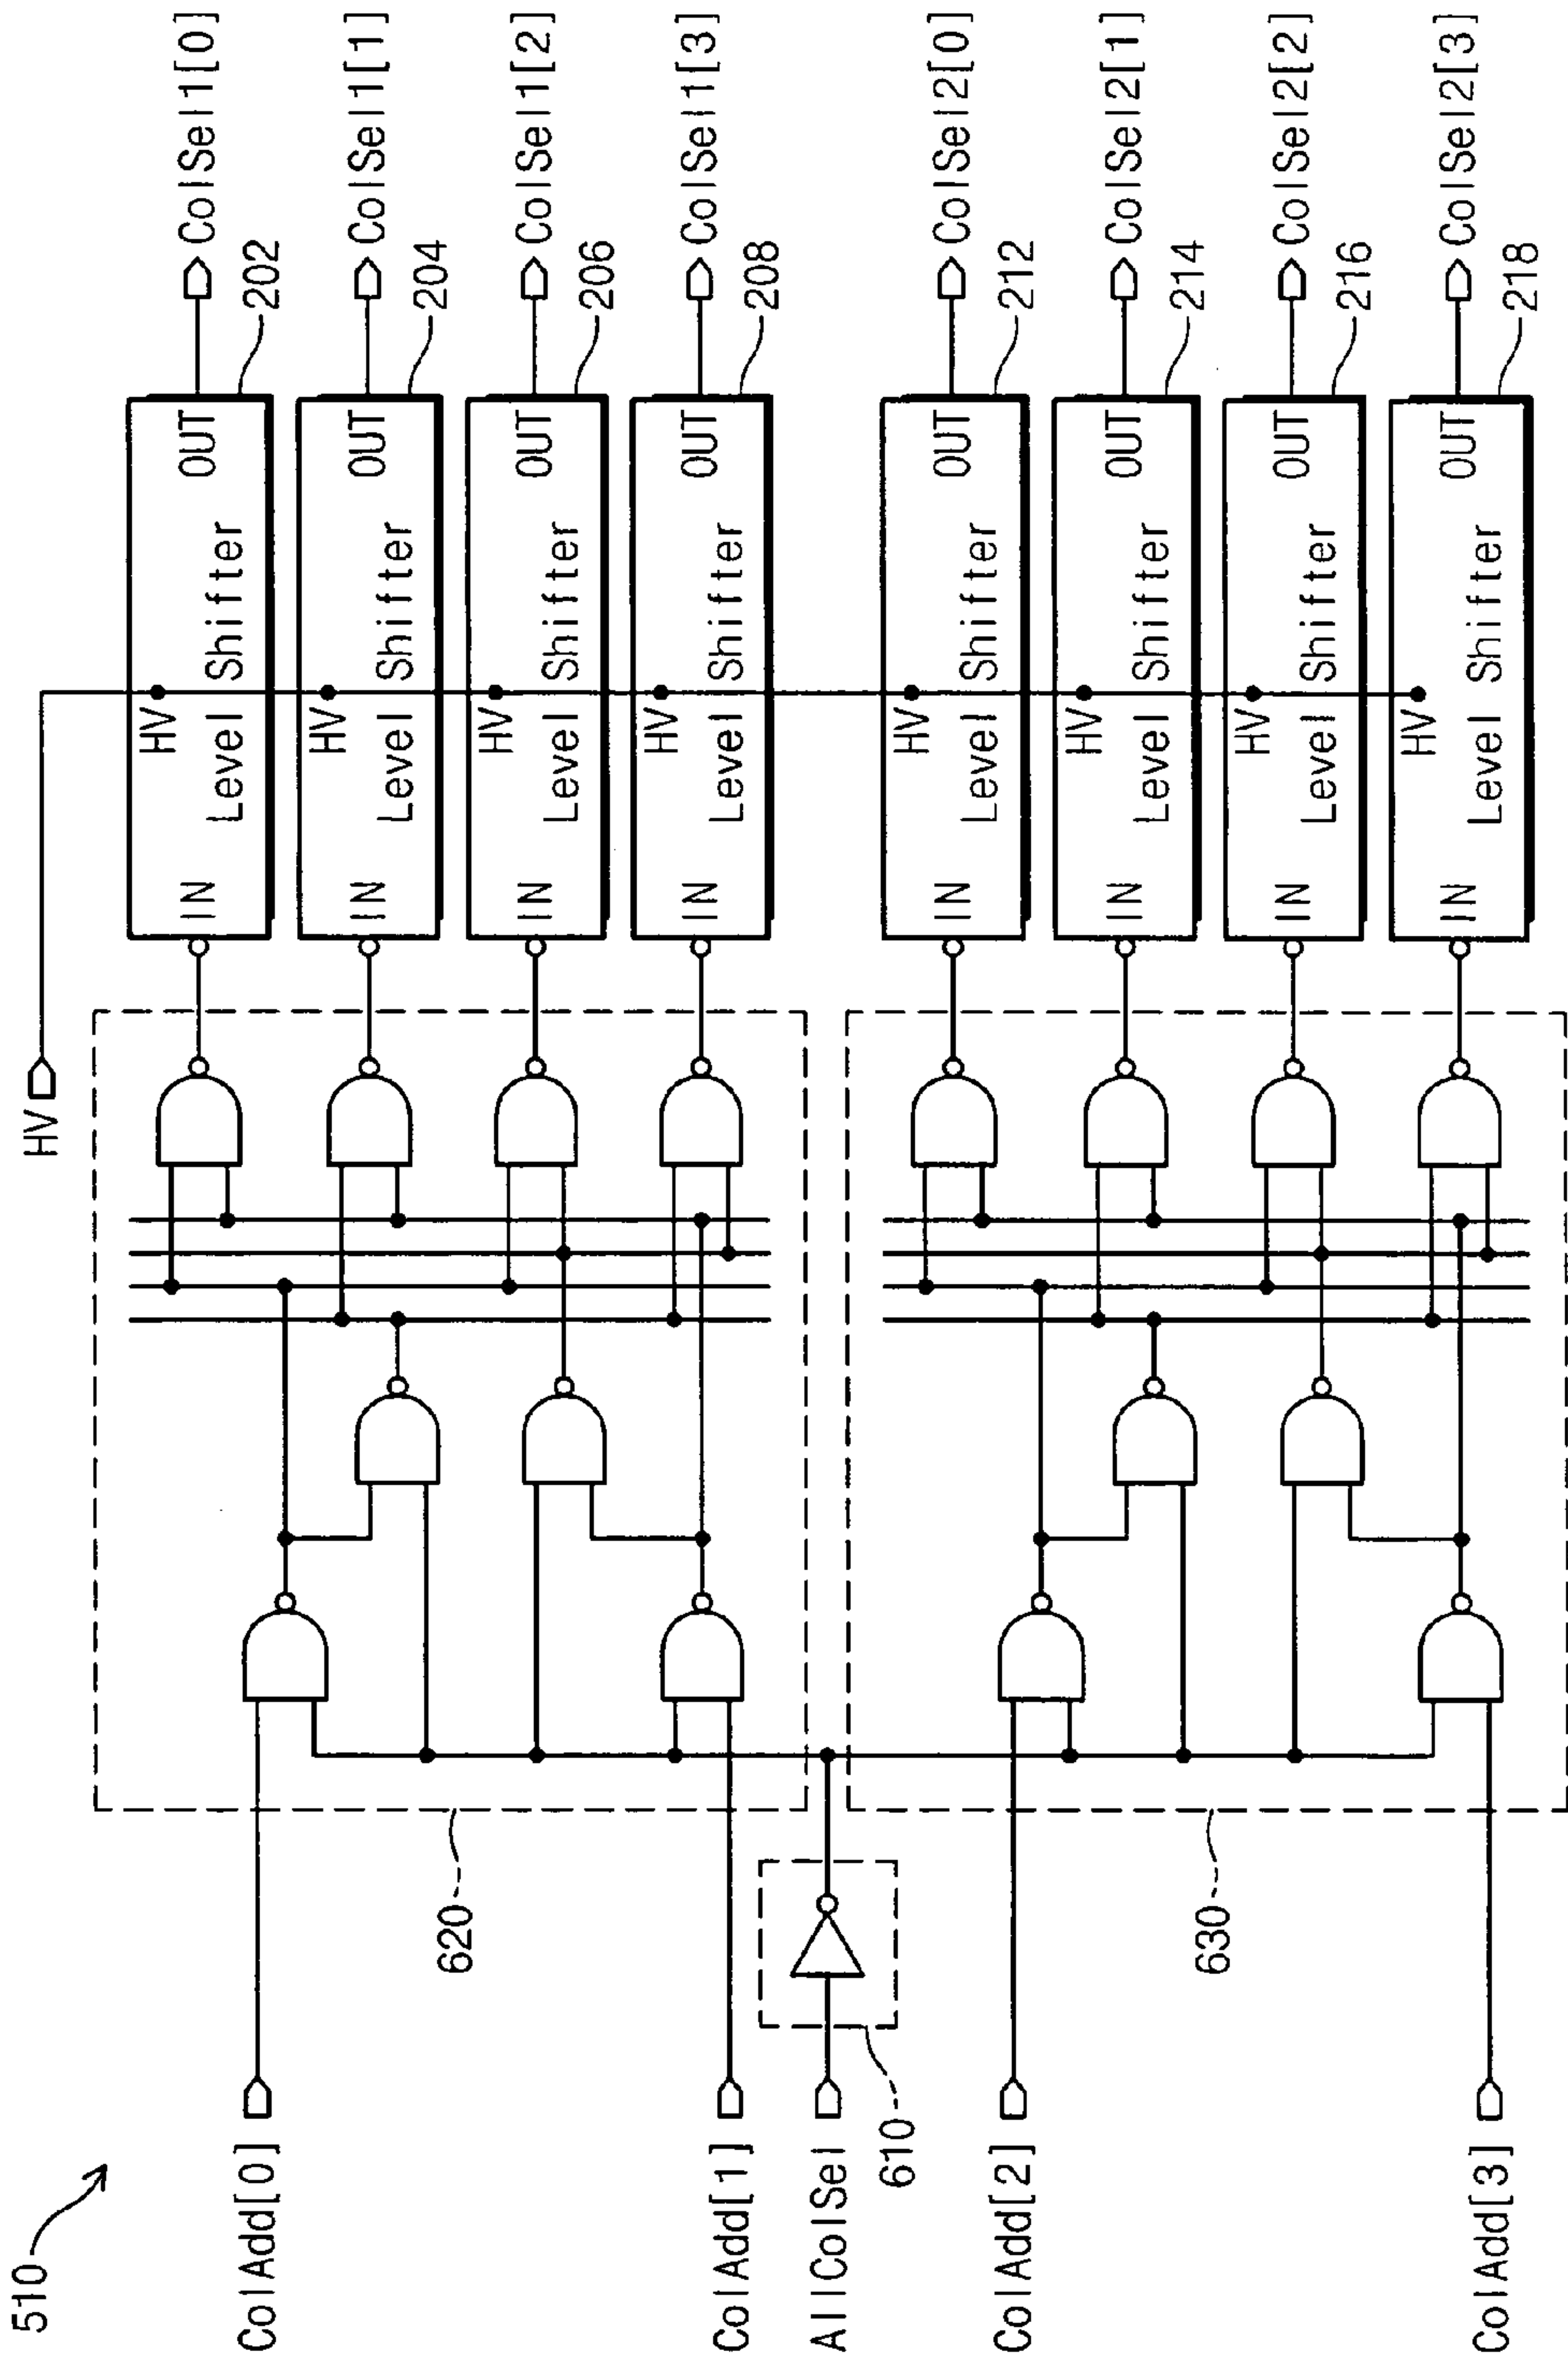 510
HV
ColAdd[0]
ColAdd[1]
AllColSel
ColAdd[2]
ColAdd[3]
620
610
630
IN
HV
Level Shifter
OUT
ColSel1[0]
202
IN
HV
Level Shifter
OUT
ColSel1[1]
204
IN
HV
Level Shifter
OUT
ColSel1[2]
206
IN
HV
Level Shifter
OUT
ColSel1[3]
208
IN
HV
Level Shifter
OUT
ColSel2[0]
212
IN
HV
Level Shifter
OUT
ColSel2[1]
214
IN
HV
Level Shifter
OUT
ColSel2[2]
216
IN
HV
Level Shifter
OUT
ColSel2[3]
218